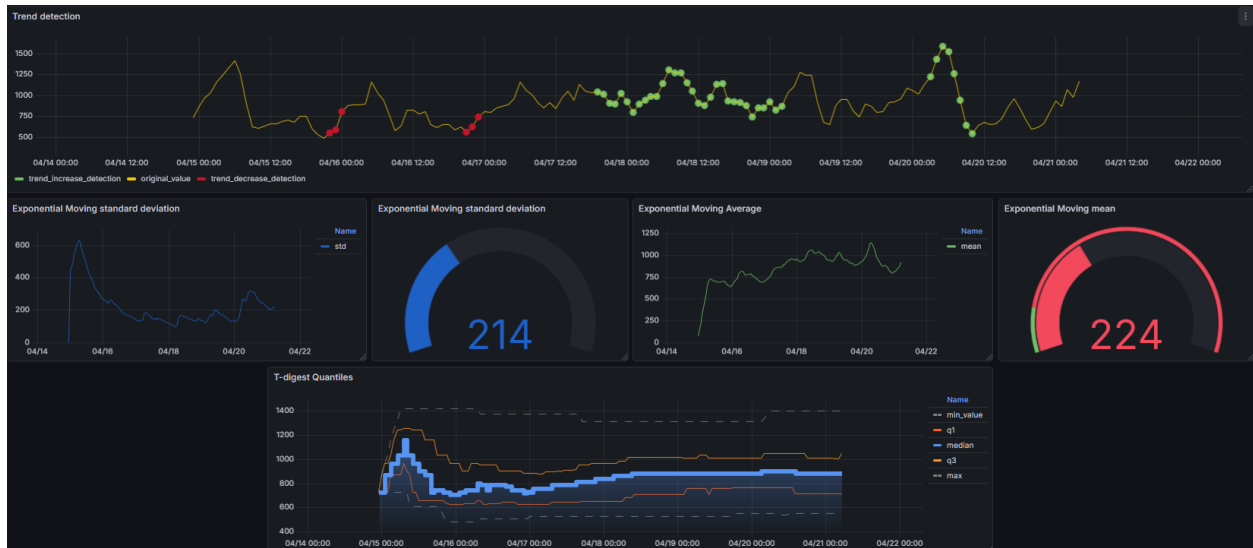 Trend detection
1500
1250
1000
750
500
04/14 00:00 04/14 12:00 04/15 00:00 04/15 12:00 04/16 00:00 04/16 12:00 04/17 00:00 04/17 12:00 04/18 00:00 04/18 12:00 04/19 00:00 04/19 12:00 04/20 00:00 04/20 12:00 04/21 00:00 04/21 12:00 04/22 00:00
trend_increase_detection original_value trend_decrease_detection
Exponential Moving standard deviation
Name
std
600
400
200
0
04/14 04/16 04/18 04/20 04/22
Exponential Moving standard deviation
214
Exponential Moving Average
Name
mean
1250
1000
750
500
250
0
04/14 04/16 04/18 04/20 04/22
Exponential Moving mean
224
T-digest Quantiles
Name
min_value
q1
median
q3
max
1400
1200
1000
800
600
400
04/14 00:00 04/15 00:00 04/16 00:00 04/17 00:00 04/18 00:00 04/19 00:00 04/20 00:00 04/21 00:00 04/22 00:00